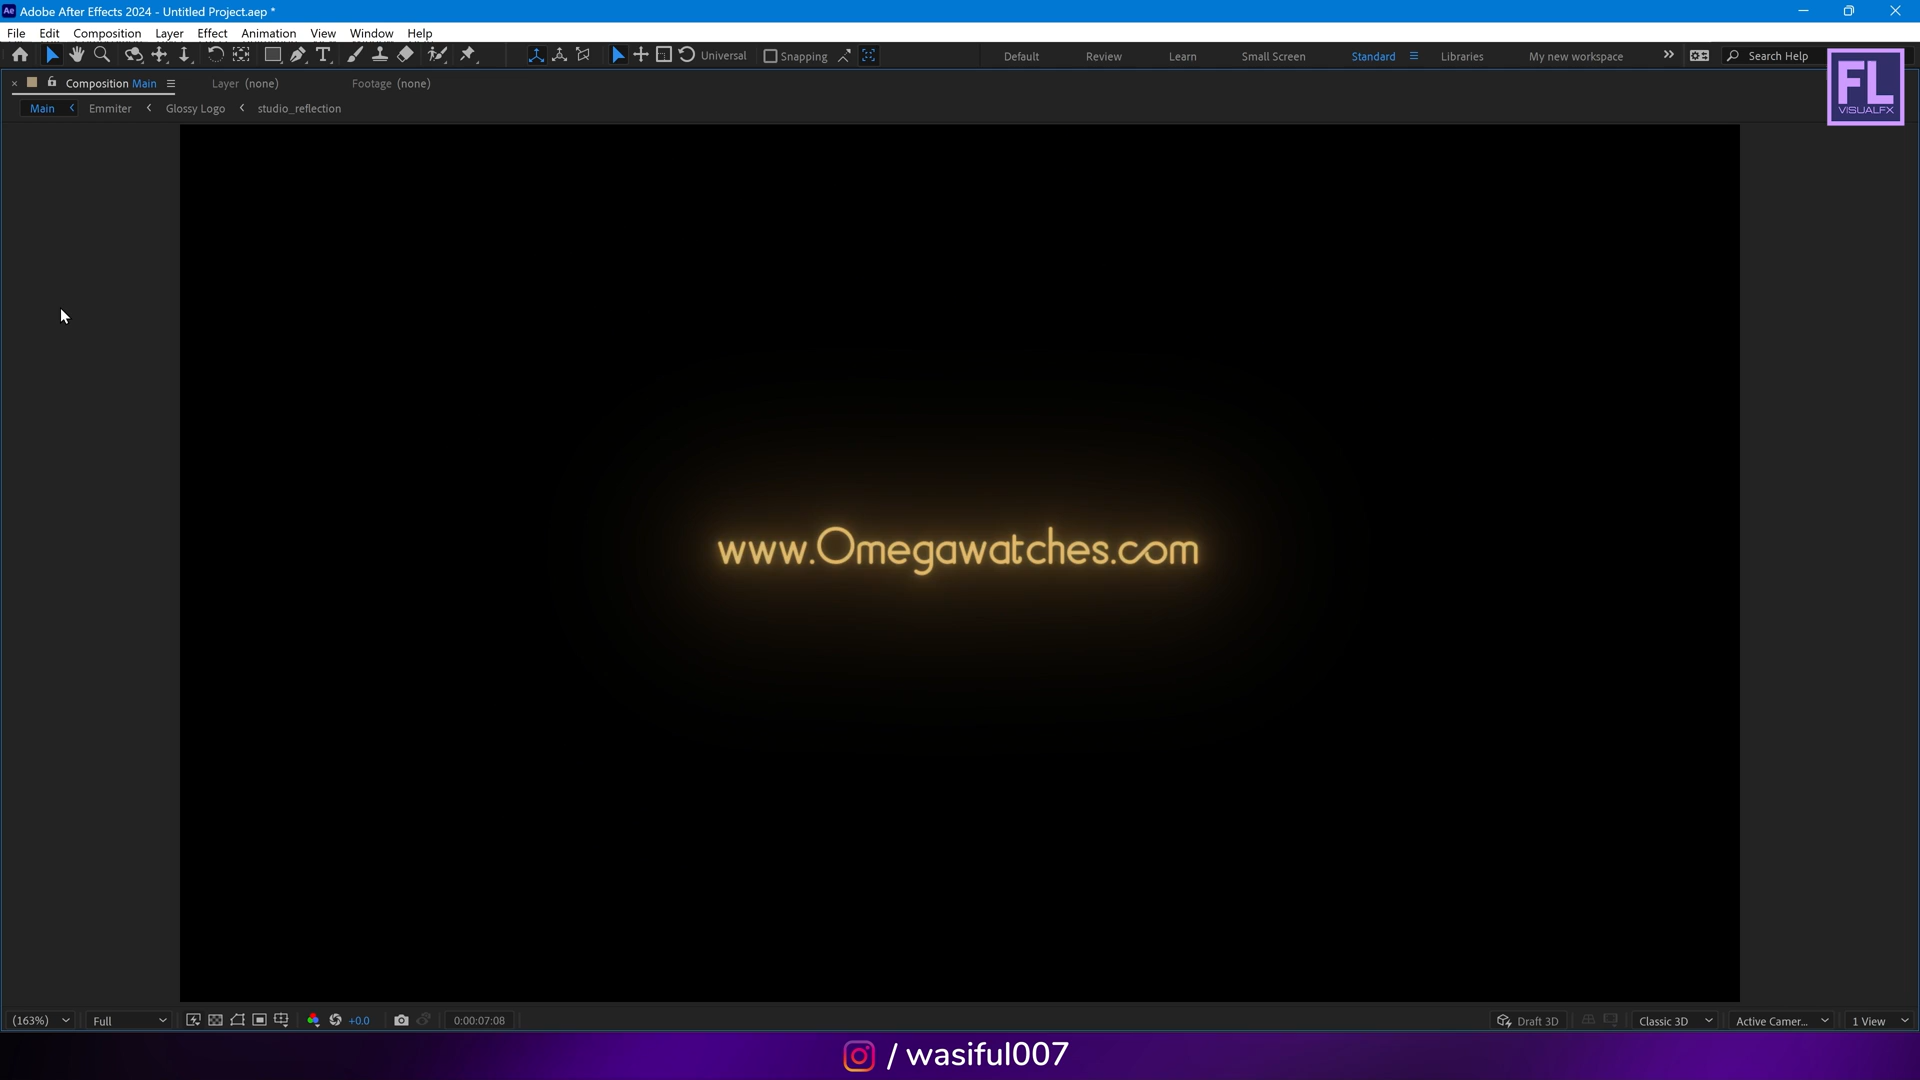 Ae Adobe After Effects 2024 - Untitled Project.aep *
File Edit Composition Layer Effect Animation View Window Help
Universal Snapping Default Review Learn Small Screen Standard Libraries My new workspace Search Help
Composition Main Layer (none) Footage (none)
Main Emmiter Glossy Logo studio_reflection
FL
VISUALFX
www.Omegawatches.com
(163%) Full +0.0 0:00:07:08 Draft 3D Classic 3D Active Camer... 1 View
/ wasiful007